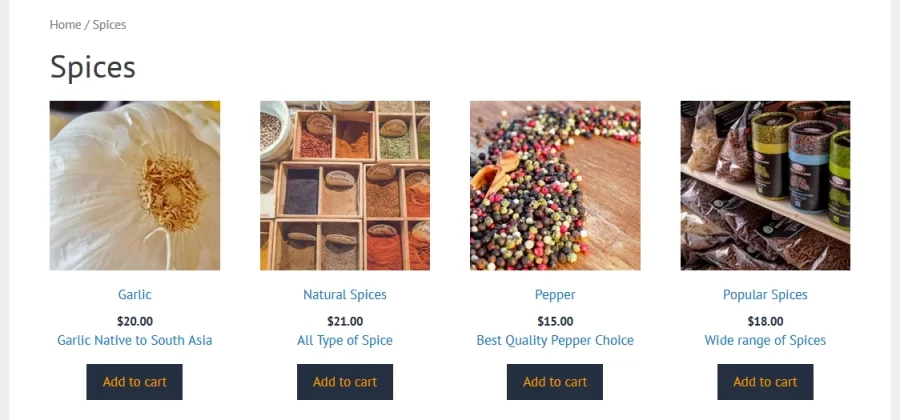 Home / Spices
Spices
Garlic
$20.00
Garlic Native to South Asia
Add to cart
Natural Spices
$21.00
All Type of Spice
Add to cart
Pepper
$15.00
Best Quality Pepper Choice
Add to cart
Popular Spices
$18.00
Wide range of Spices
Add to cart